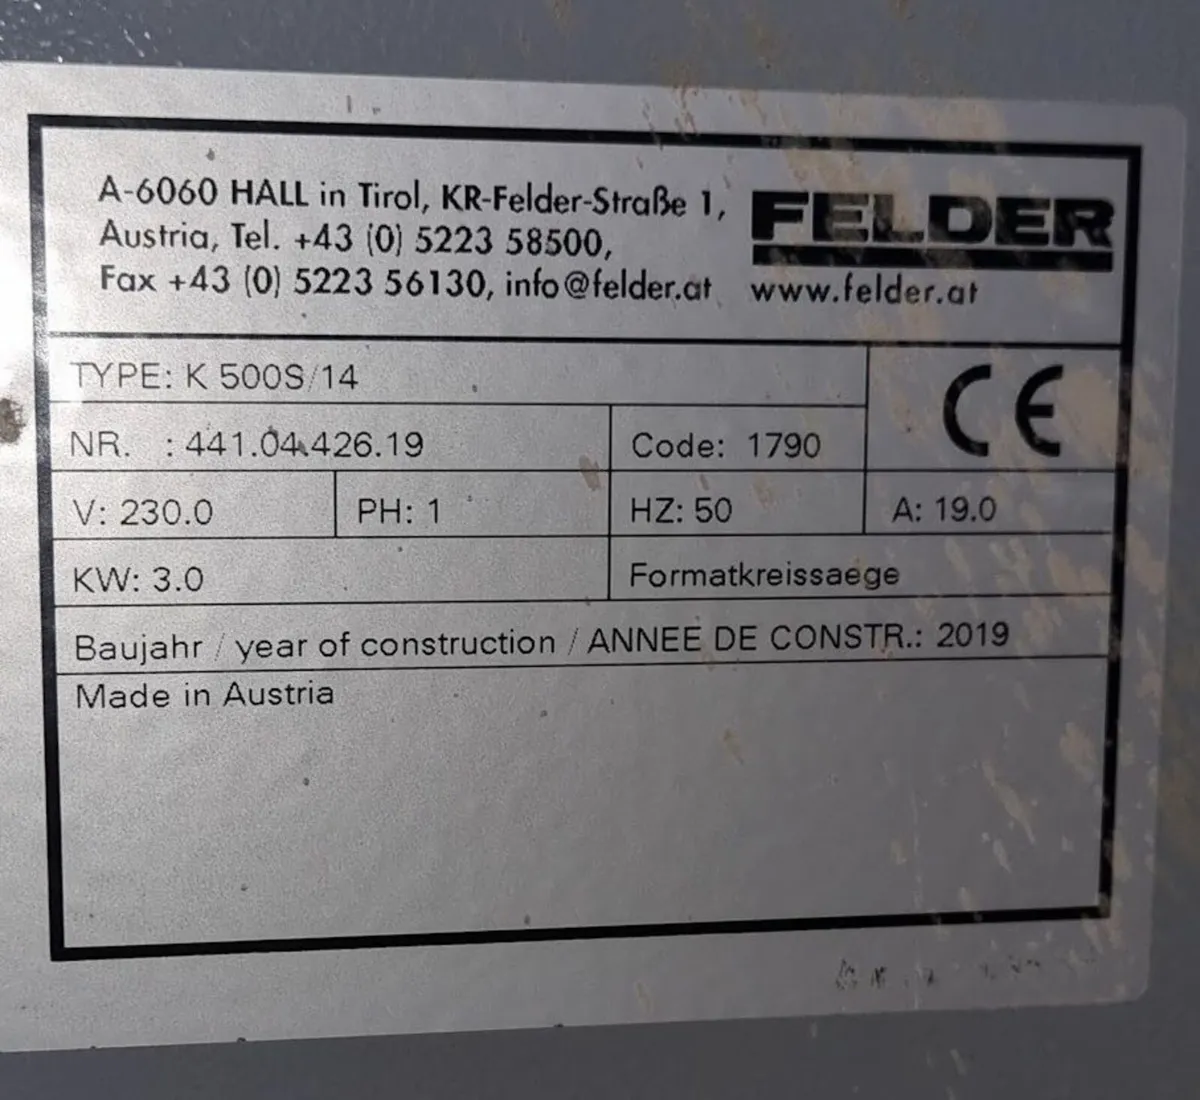 A-6060 HALL in Tirol, KR-Felder-Straße 1,
Austria, Tel. +43 (0) 5223 58500,
Fax +43 (0) 5223 56130, info@felder.at
FELDER
www.felder.at
TYPE: K 500S/14
CE
NR. : 441.04.426.19
Code: 1790
V: 230.0
PH: 1
HZ: 50
A: 19.0
KW: 3.0
Formatkreissaege
Baujahr / year of construction / ANNEE DE CONSTR.: 2019
Made in Austria